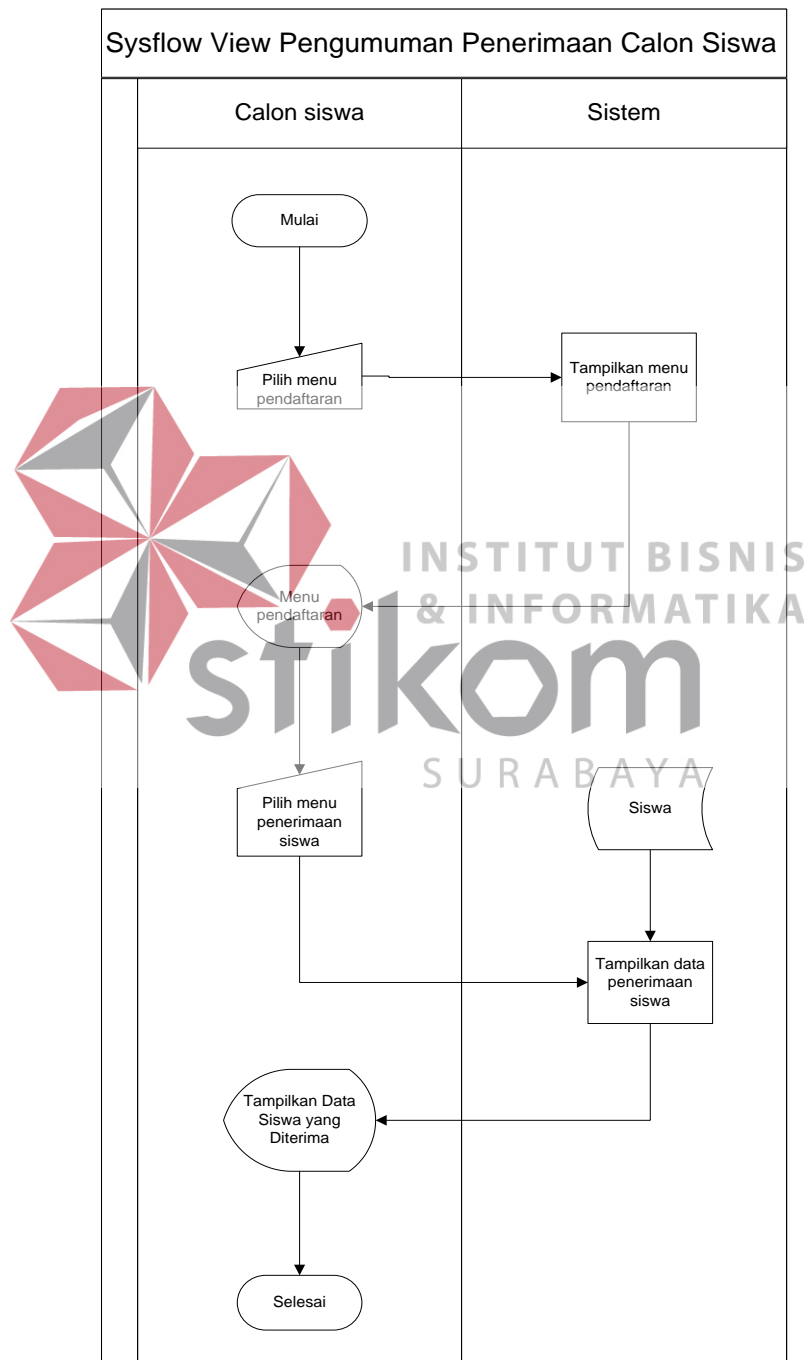 Sysflow View Pengumuman Penerimaan Calon Siswa
Calon siswa
Sistem
Mulai
Pilih menu
pendaftaran
Tampilkan menu
pendaftaran
INSTITUT BISNIS
& INFORMATIKA
Menu
pendaftaran
stikom
SURABAYA
Pilih menu
penerimaan
siswa
Siswa
Tampilkan data
penerimaan
siswa
Tampilkan Data
Siswa yang
Diterima
Selesai